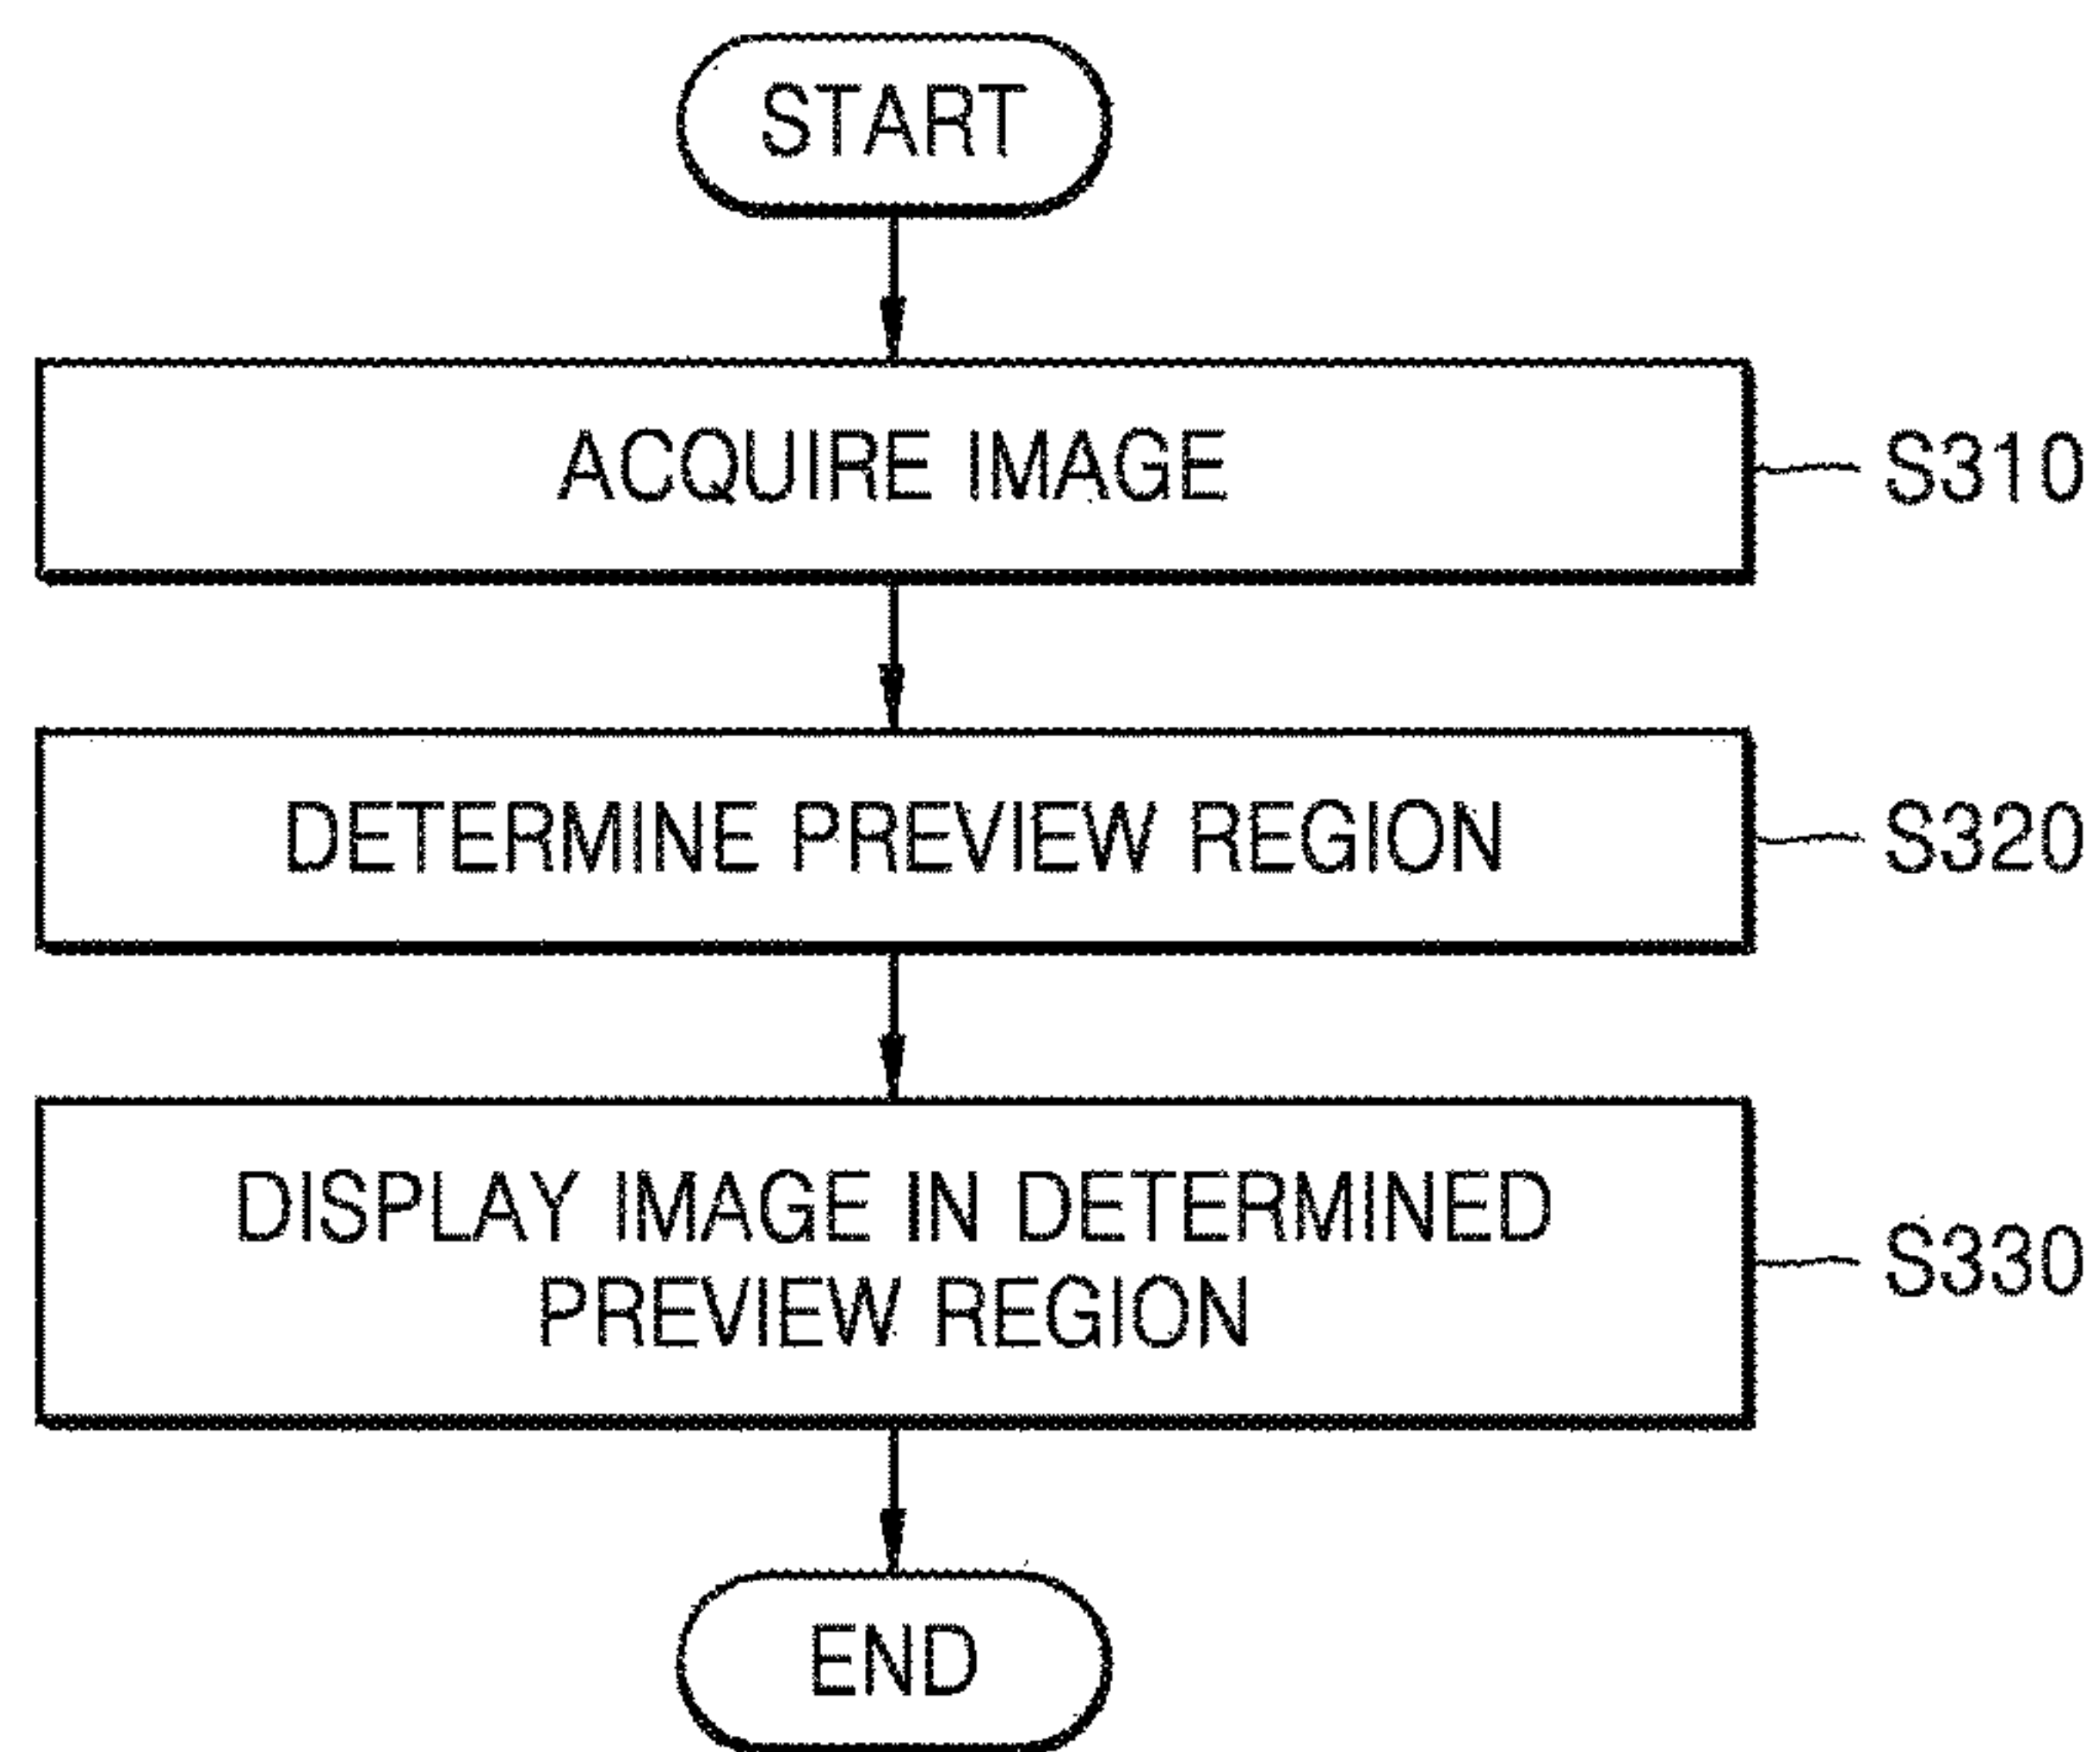 START
ACQUIRE IMAGE
S310
DETERMINE PREVIEW REGION
S320
DISPLAY IMAGE IN DETERMINED
PREVIEW REGION
S330
END